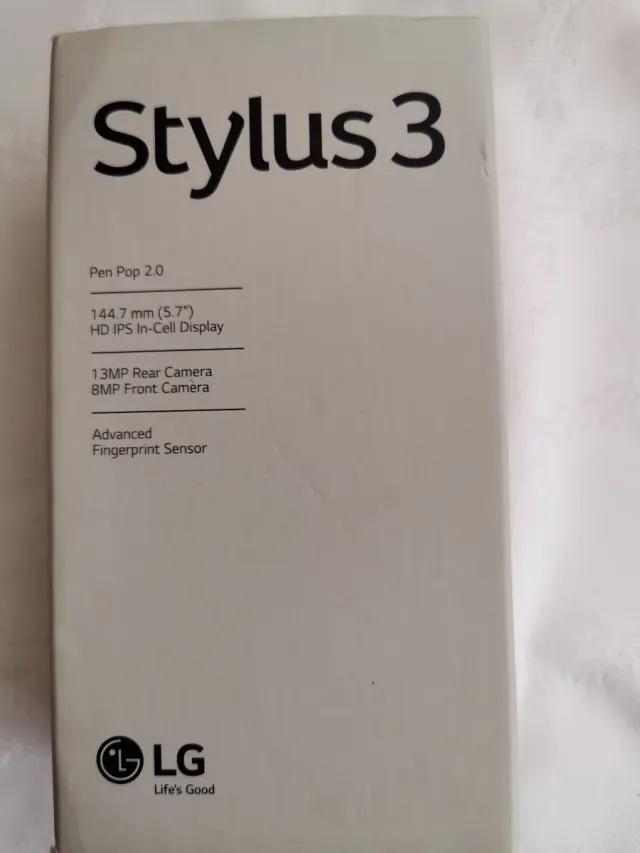 Stylus 3
Pen Pop 2.0
144.7 mm (5.7")
HD IPS In-Cell Display
13MP Rear Camera
8MP Front Camera
Advanced
Fingerprint Sensor
LG
Life's Good